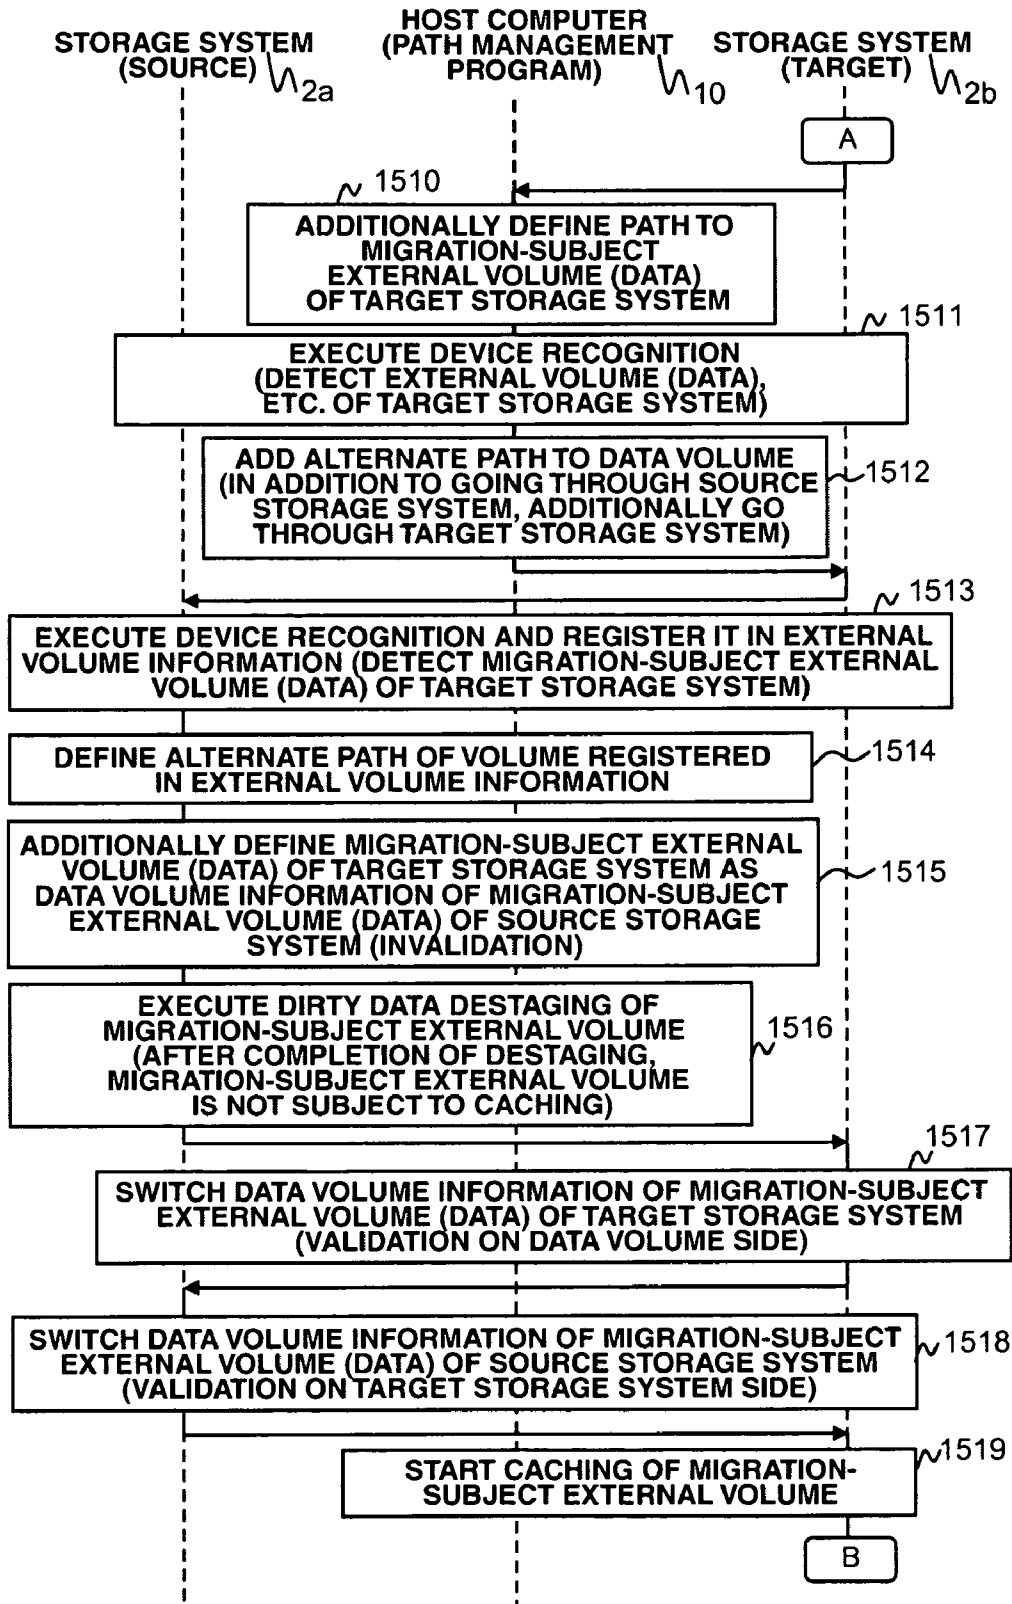 STORAGE SYSTEM
(SOURCE)
2a
HOST COMPUTER
(PATH MANAGEMENT
PROGRAM)
10
STORAGE SYSTEM
(TARGET)
2b
A
1510
ADDITIONALLY DEFINE PATH TO
MIGRATION-SUBJECT
EXTERNAL VOLUME (DATA)
OF TARGET STORAGE SYSTEM
1511
EXECUTE DEVICE RECOGNITION
(DETECT EXTERNAL VOLUME (DATA),
ETC. OF TARGET STORAGE SYSTEM)
1512
ADD ALTERNATE PATH TO DATA VOLUME
(IN ADDITION TO GOING THROUGH SOURCE
STORAGE SYSTEM, ADDITIONALLY GO
THROUGH TARGET STORAGE SYSTEM)
1513
EXECUTE DEVICE RECOGNITION AND REGISTER IT IN EXTERNAL
VOLUME INFORMATION (DETECT MIGRATION-SUBJECT EXTERNAL
VOLUME (DATA) OF TARGET STORAGE SYSTEM)
1514
DEFINE ALTERNATE PATH OF VOLUME REGISTERED
IN EXTERNAL VOLUME INFORMATION
1515
ADDITIONALLY DEFINE MIGRATION-SUBJECT EXTERNAL
VOLUME (DATA) OF TARGET STORAGE SYSTEM AS
DATA VOLUME INFORMATION OF MIGRATION-SUBJECT
EXTERNAL VOLUME (DATA) OF SOURCE STORAGE
SYSTEM (INVALIDATION)
1516
EXECUTE DIRTY DATA DESTAGING OF
MIGRATION-SUBJECT EXTERNAL VOLUME
(AFTER COMPLETION OF DESTAGING,
MIGRATION-SUBJECT EXTERNAL VOLUME
IS NOT SUBJECT TO CACHING)
1517
SWITCH DATA VOLUME INFORMATION OF MIGRATION-SUBJECT
EXTERNAL VOLUME (DATA) OF TARGET STORAGE SYSTEM
(VALIDATION ON DATA VOLUME SIDE)
1518
SWITCH DATA VOLUME INFORMATION OF MIGRATION-SUBJECT
EXTERNAL VOLUME (DATA) OF SOURCE STORAGE SYSTEM
(VALIDATION ON TARGET STORAGE SYSTEM SIDE)
1519
START CACHING OF MIGRATION-
SUBJECT EXTERNAL VOLUME
B